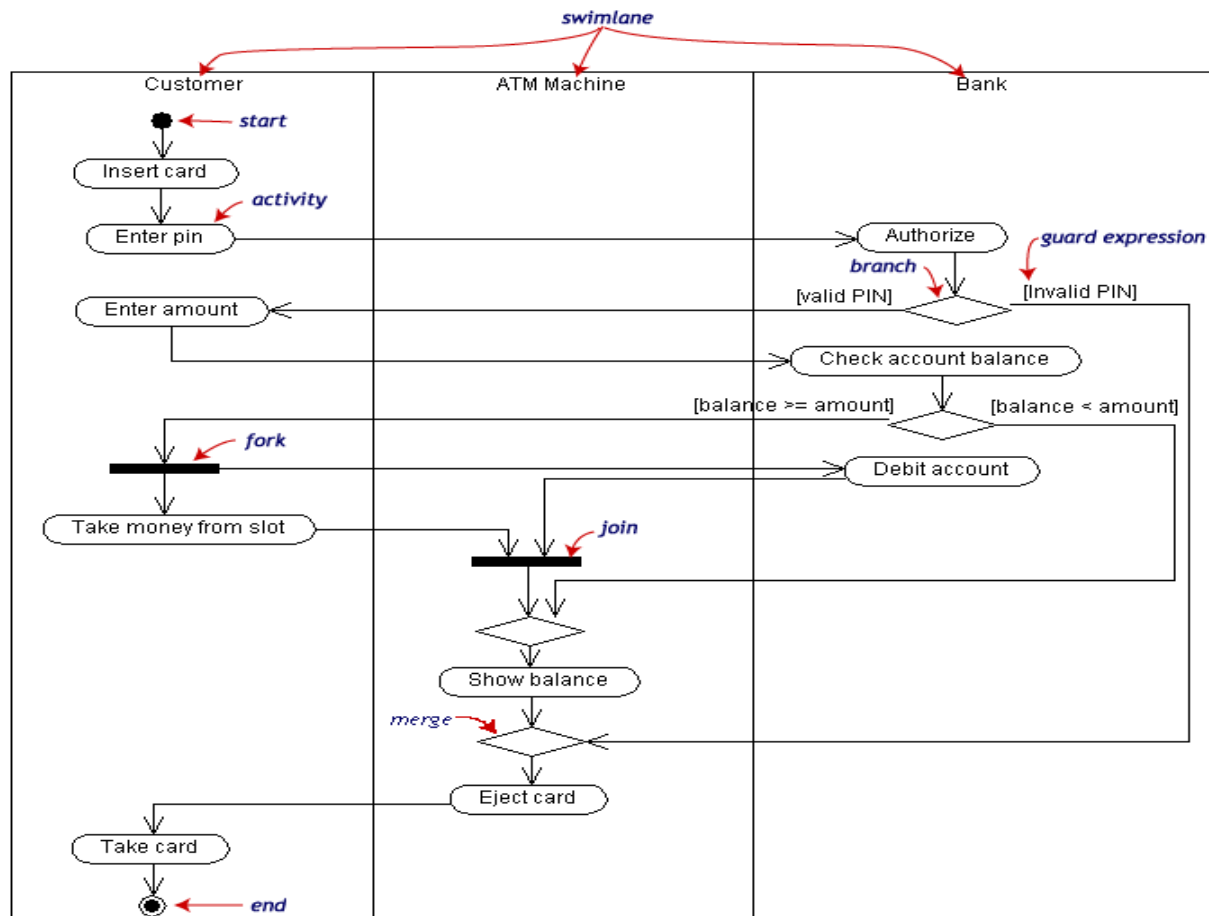 swimlane
Customer
ATM Machine
Bank
start
Insert card
activity
Enter pin
Authorize
guard expression
branch
[valid PIN]
[Invalid PIN]
Enter amount
Check account balance
[balance >= amount]
[balance < amount]
fork
Debit account
Take money from slot
join
Show balance
merge
Eject card
Take card
end